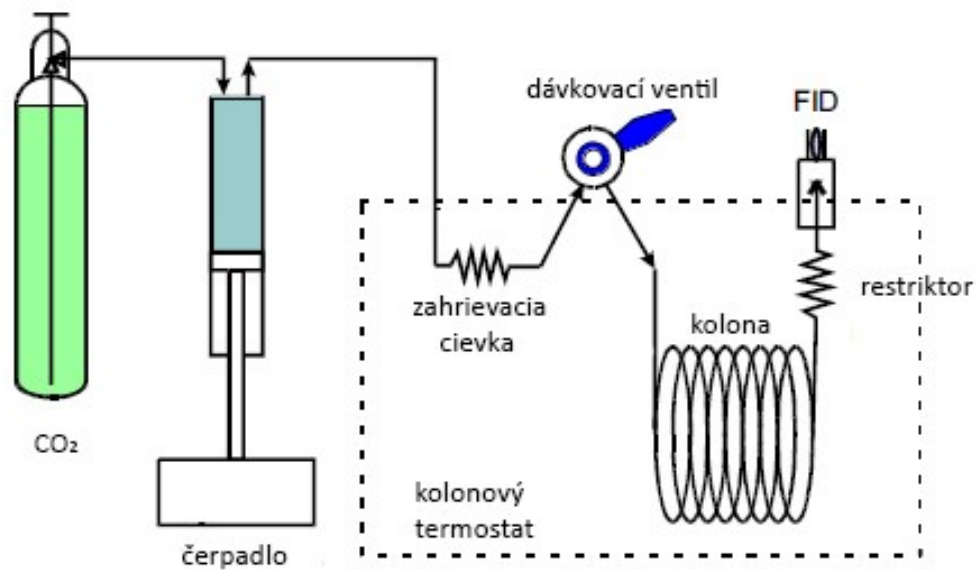 dávkovací ventil
FID
zahrievacia
cievka
restriktor
kolona
CO₂
kolonový
termostat
čerpadlo